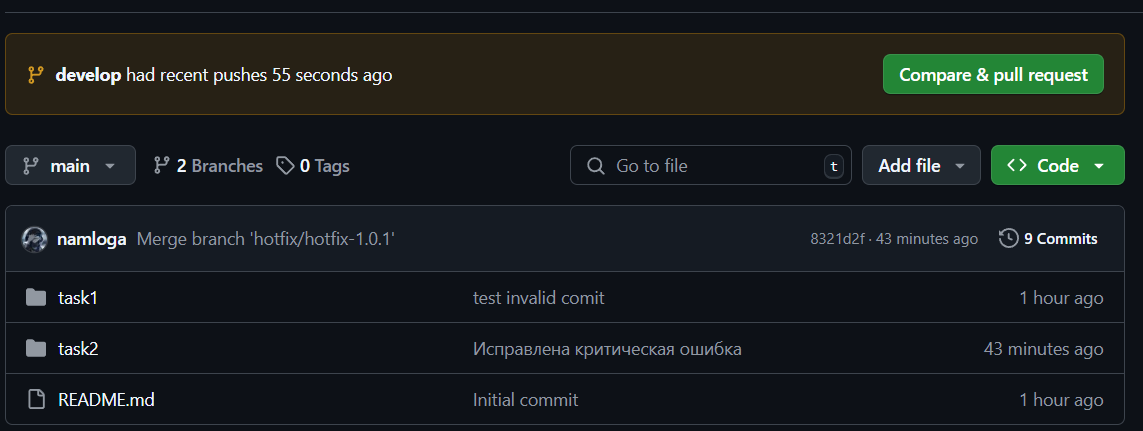 develop had recent pushes 55 seconds ago
Compare & pull request
main
2 Branches
0 Tags
Go to file
t
Add file
Code
namloga Merge branch 'hotfix/hotfix-1.0.1'
8321d2f · 43 minutes ago
9 Commits
task1 test invalid comit 1 hour ago
task2 Исправлена критическая ошибка 43 minutes ago
README.md Initial commit 1 hour ago